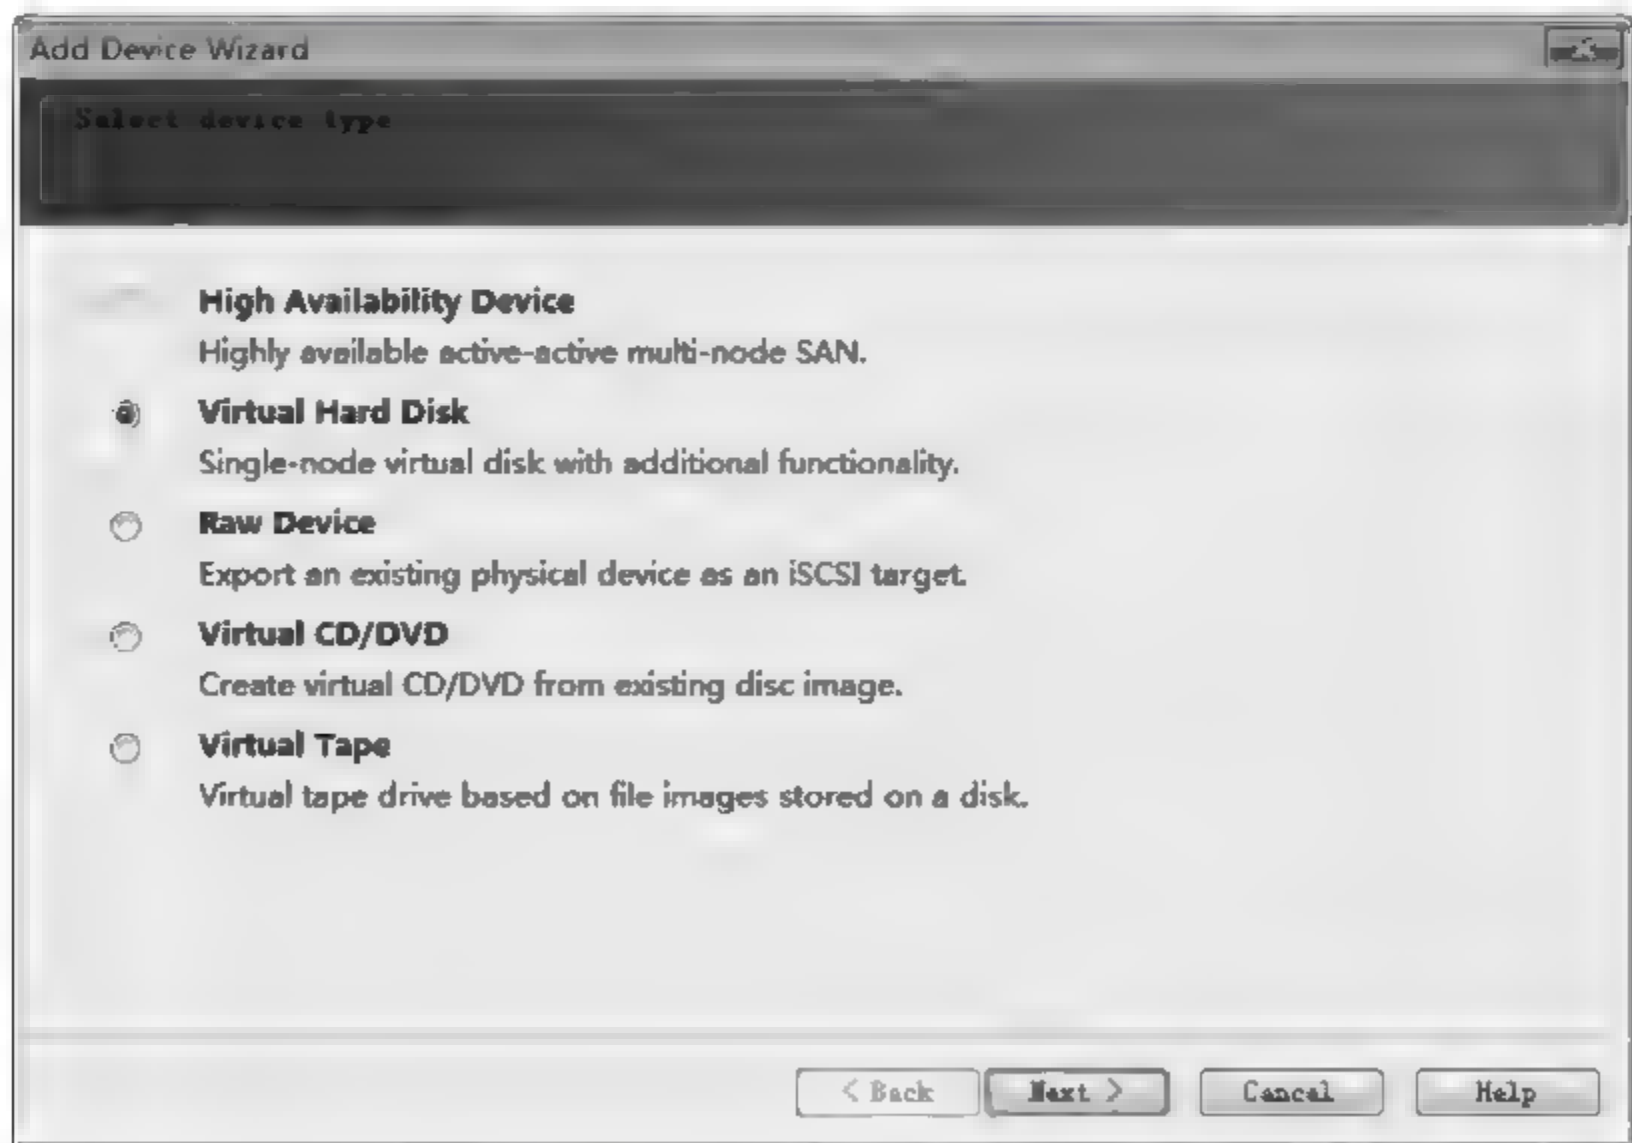 Add Device Wizard
Select device type
High Availability Device
Highly available active-active multi-node SAN.
Virtual Hard Disk
Single-node virtual disk with additional functionality.
Raw Device
Export an existing physical device as an iSCSI target.
Virtual CD/DVD
Create virtual CD/DVD from existing disc image.
Virtual Tape
Virtual tape drive based on file images stored on a disk.
< Back Next > Cancel Help